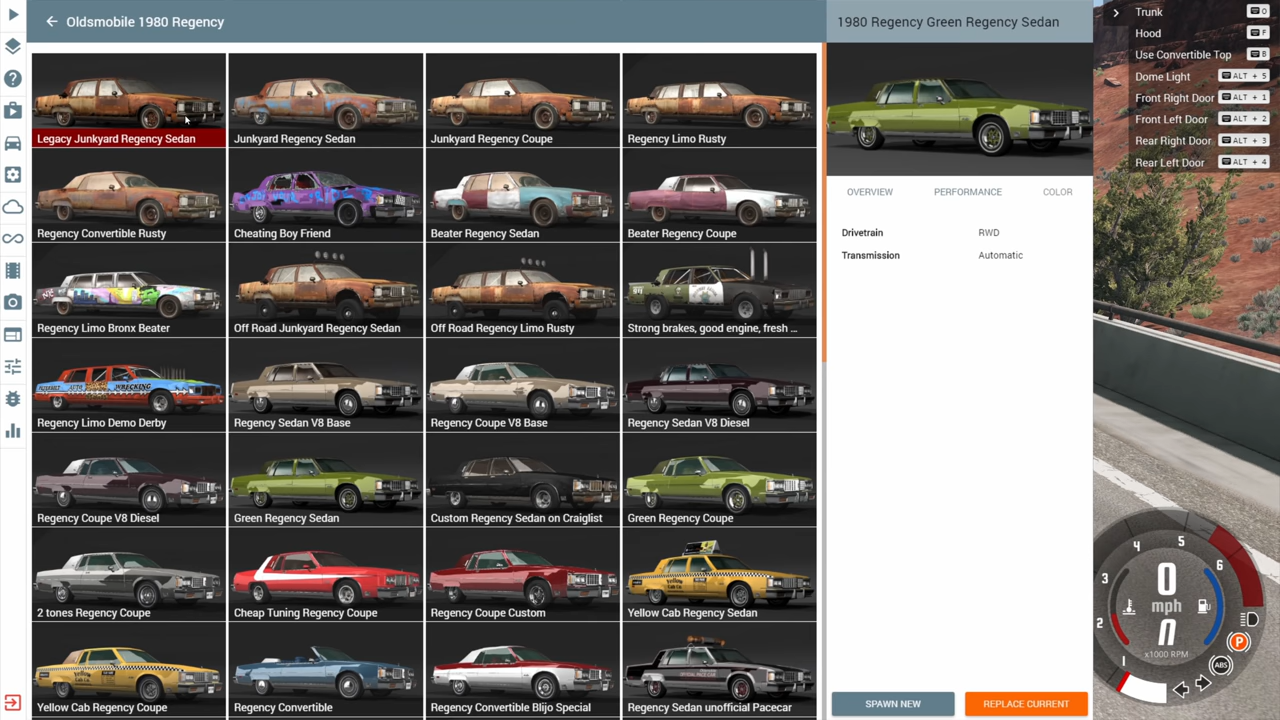 Oldsmobile 1980 Regency
Legacy Junkyard Regency Sedan
Junkyard Regency Sedan
Junkyard Regency Coupe
Regency Limo Rusty
Regency Convertible Rusty
Cheating Boy Friend
Beater Regency Sedan
Beater Regency Coupe
Regency Limo Bronx Beater
Off Road Junkyard Regency Sedan
Off Road Regency Limo Rusty
Strong brakes, good engine, fresh ...
Regency Limo Demo Derby
Regency Sedan V8 Base
Regency Coupe V8 Base
Regency Sedan V8 Diesel
Regency Coupe V8 Diesel
Green Regency Sedan
Custom Regency Sedan on Craiglist
Green Regency Coupe
2 tones Regency Coupe
Cheap Tuning Regency Coupe
Regency Coupe Custom
Yellow Cab Regency Sedan
Yellow Cab Regency Coupe
Regency Convertible
Regency Convertible Blijo Special
Regency Sedan unofficial Pacecar
1980 Regency Green Regency Sedan
OVERVIEW PERFORMANCE COLOR
Drivetrain RWD
Transmission Automatic
SPAWN NEW REPLACE CURRENT
Trunk O
Hood F
Use Convertible Top B
Dome Light ALT + 5
Front Right Door ALT + 1
Front Left Door ALT + 2
Rear Right Door ALT + 3
Rear Left Door ALT + 4
1 2 3 4 5 6
0
mph
n
x1000 RPM
P
ABS